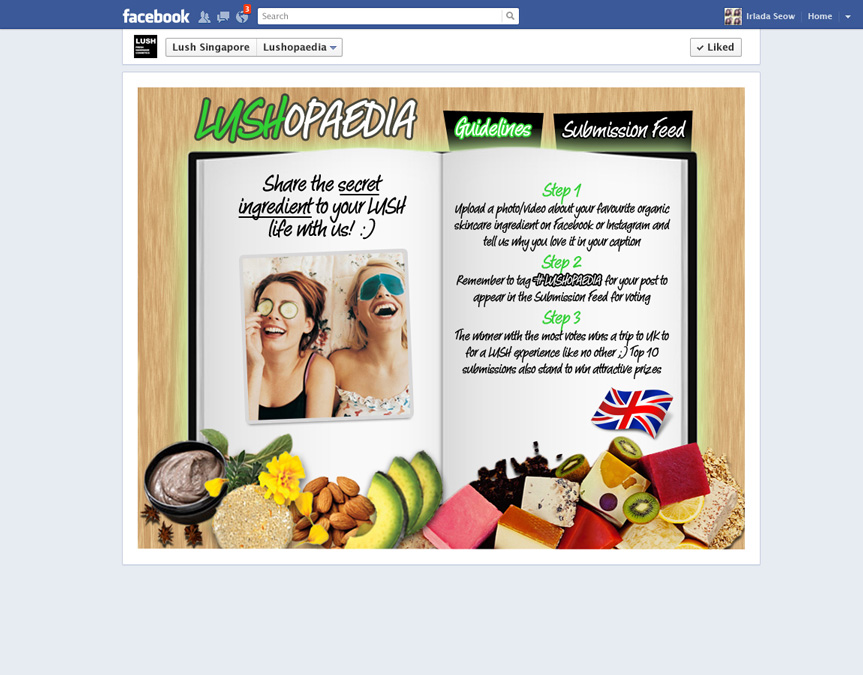 facebook
3
Search
Irlada Seow
Home
LUSH
FRESH
HANDMADE
COSMETICS
Lush Singapore
Lushopaedia
Liked
LUSHOPAEDIA
Guidelines
Submission Feed
Share the secret
ingredient to your LUSH
life with us! :)
Step 1
Upload a photo/video about your favourite organic
skincare ingredient on Facebook or Instagram and
tell us why you love it in your caption
Step 2
Remember to tag #LUSHOPAEDIA for your post to
appear in the Submission Feed for voting
Step 3
The winner with the most votes wins a trip to UK to
for a LUSH experience like no other ;) Top 10
submissions also stand to win attractive prizes